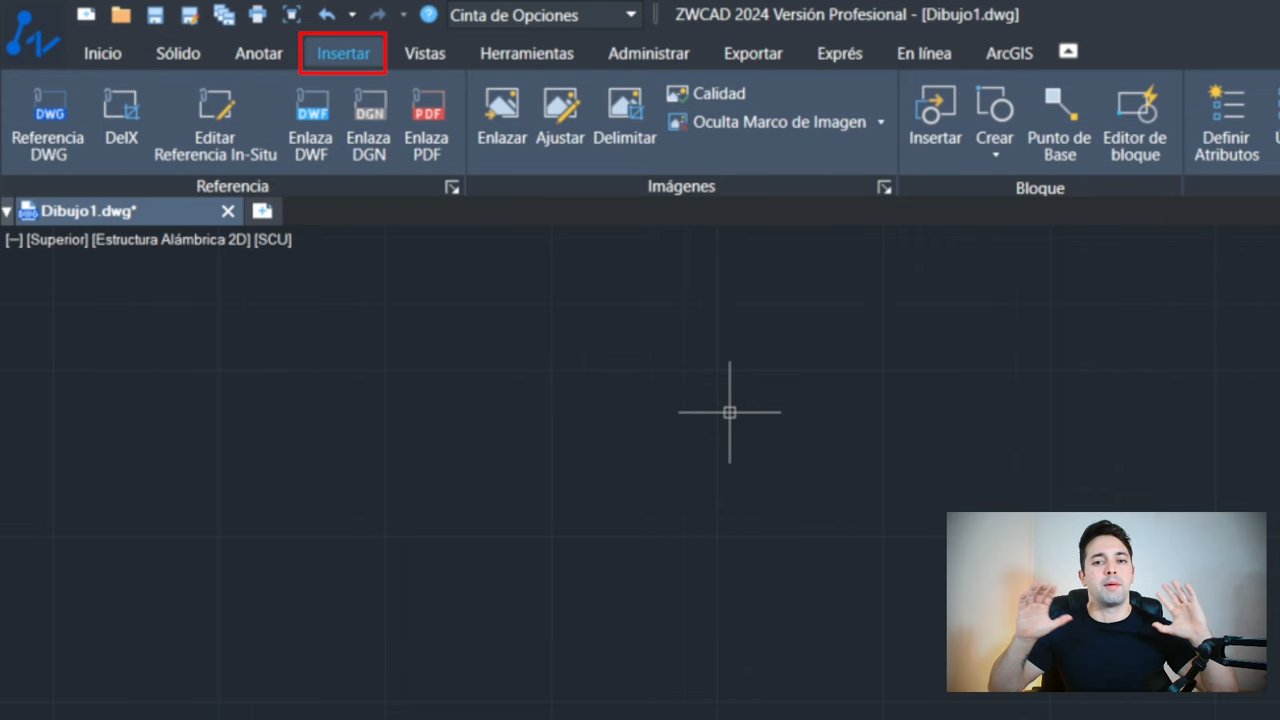 Cinta de Opciones
ZWCAD 2024 Versión Profesional - [Dibujo1.dwg]
Inicio Sólido Anotar Insertar Vistas Herramientas Administrar Exportar Exprés En línea ArcGIS
DWG
Referencia
DWG
DelX
Editar
Referencia In-Situ
DWF
Enlaza
DWF
DGN
Enlaza
DGN
PDF
Enlaza
PDF
Enlazar
Ajustar
Delimitar
Calidad
Oculta Marco de Imagen
Insertar
Crear
Punto de
Base
Editor de
bloque
Definir
Atributos
Referencia
Imágenes
Bloque
Dibujo1.dwg*
[—] [Superior] [Estructura Alámbrica 2D] [SCU]